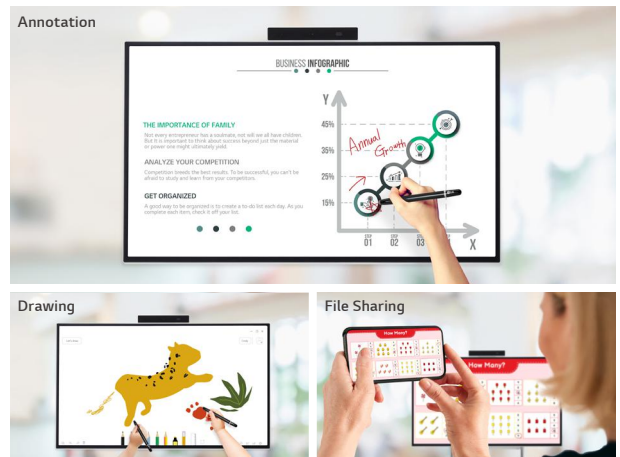 Annotation
BUSINESS INFOGRAPHIC
THE IMPORTANCE OF FAMILY
Not every entrepreneur has a soulmate, not will we all have children.
But it is important to think about success beyond just the material
or power one might ultimately yield.
ANALYZE YOUR COMPETITION
Competition breeds the best results. To be successful, you can't be
afraid to study and learn from your competitors.
GET ORGANIZED
A good way to be organized is to create a to-do list each day. As you
complete each item, check it off your list.
Y
45%
35%
25%
15%
Annual
Growth
01
02
03
X
Drawing
File Sharing
How Many?
How Many?